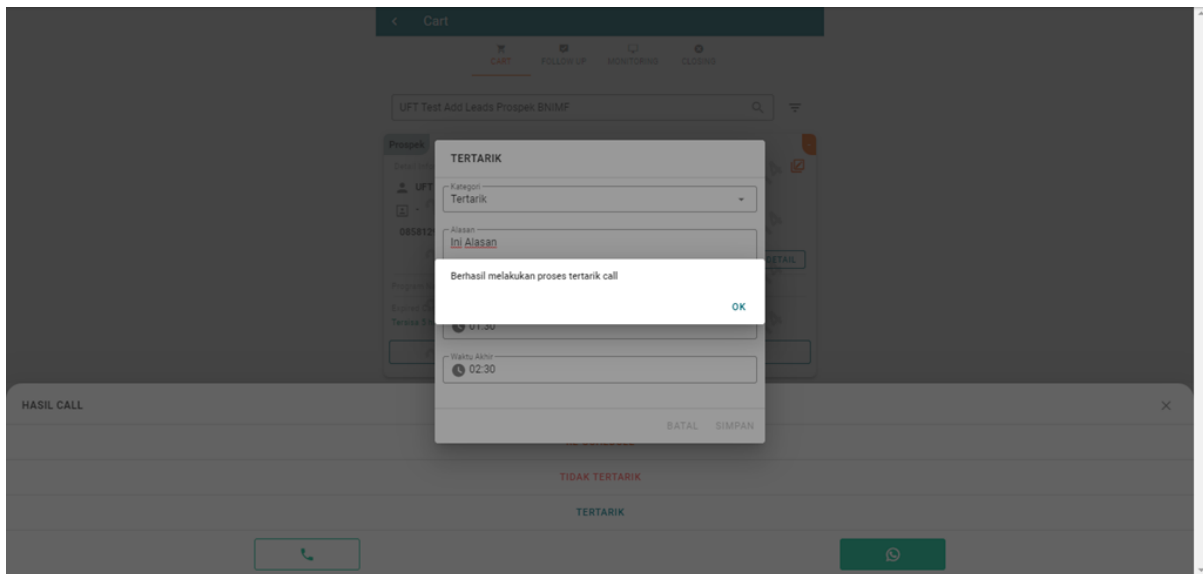 Cart
CART FOLLOW UP MONITORING CLOSING
UFT Test Add Leads Prospek BNIMF
Prospek
TERTARIK
UFT
Kategori
Tertarik
-
085812
Alasan
Ini Alasan
DETAIL
Berhasil melakukan proses tertarik call
OK
01:30
Waktu Akhir
02:30
HASIL CALL
BATAL SIMPAN
TIDAK TERTARIK
TERTARIK